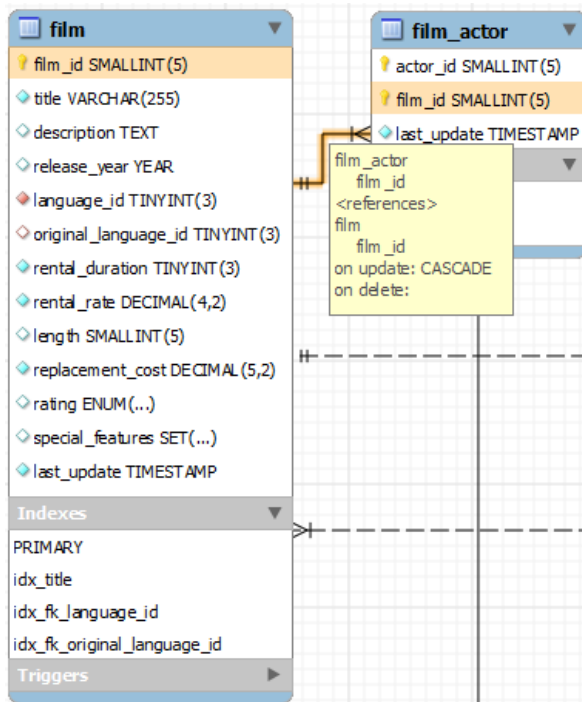 film
film_id SMALLINT(5)
title VARCHAR(255)
description TEXT
release_year YEAR
language_id TINYINT(3)
original_language_id TINYINT(3)
rental_duration TINYINT(3)
rental_rate DECIMAL(4,2)
length SMALLINT(5)
replacement_cost DECIMAL(5,2)
rating ENUM(...)
special_features SET(...)
last_update TIMESTAMP
Indexes
PRIMARY
idx_title
idx_fk_language_id
idx_fk_original_language_id
Triggers
film_actor
actor_id SMALLINT(5)
film_id SMALLINT(5)
last_update TIMESTAMP
film_actor
film_id
<references>
film
film_id
on update: CASCADE
on delete: